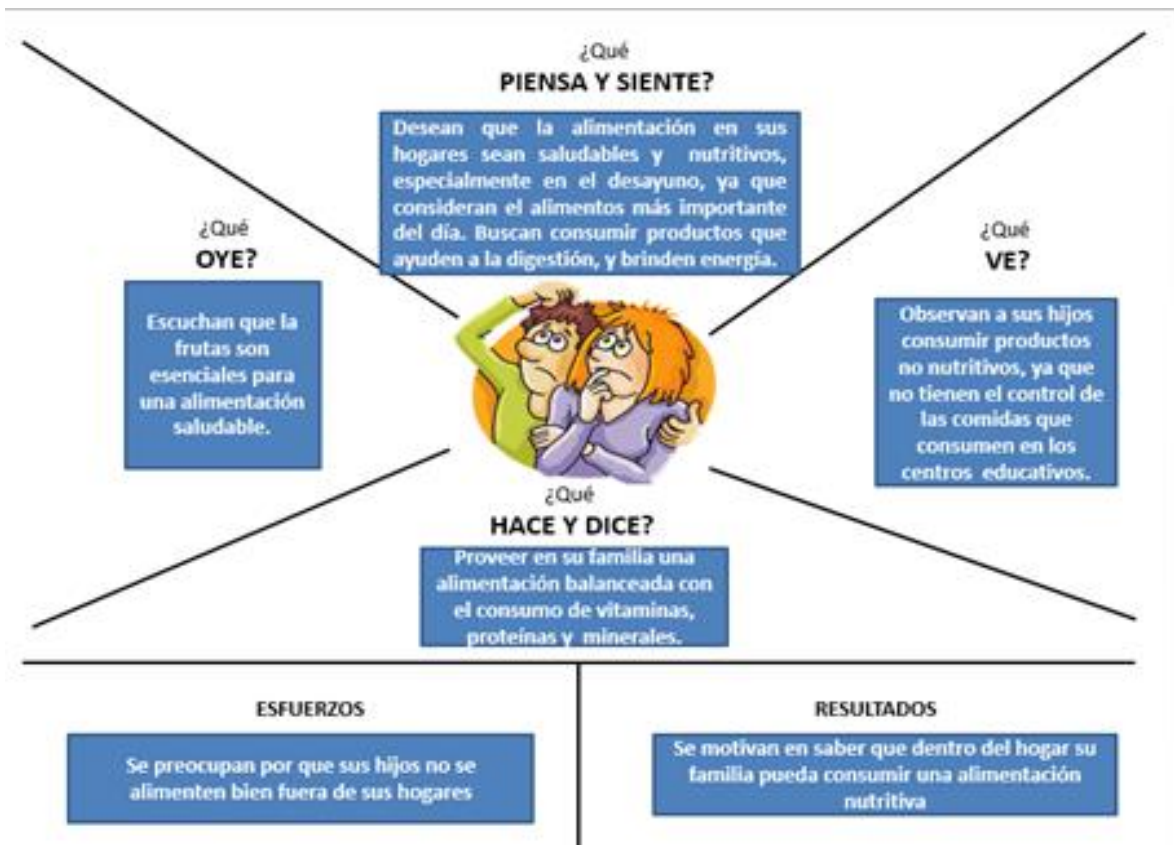 ¿Qué
PIENSA Y SIENTE?
Desean que la alimentación en sus
hogares sean saludables y nutritivos,
especialmente en el desayuno, ya que
consideran el alimentos más importante
del día. Buscan consumir productos que
ayuden a la digestión, y brinden energía.
¿Qué
OYE?
Escuchan que la
frutas son
esenciales para
una alimentación
saludable.
¿Qué
VE?
Observan a sus hijos
consumir productos
no nutritivos, ya que
no tienen el control de
las comidas que
consumen en los
centros educativos.
¿Qué
HACE Y DICE?
Proveer en su familia una
alimentación balanceada con
el consumo de vitaminas,
proteínas y minerales.
ESFUERZOS
Se preocupan por que sus hijos no se
alimenten bien fuera de sus hogares
RESULTADOS
Se motivan en saber que dentro del hogar su
familia pueda consumir una alimentación
nutritiva